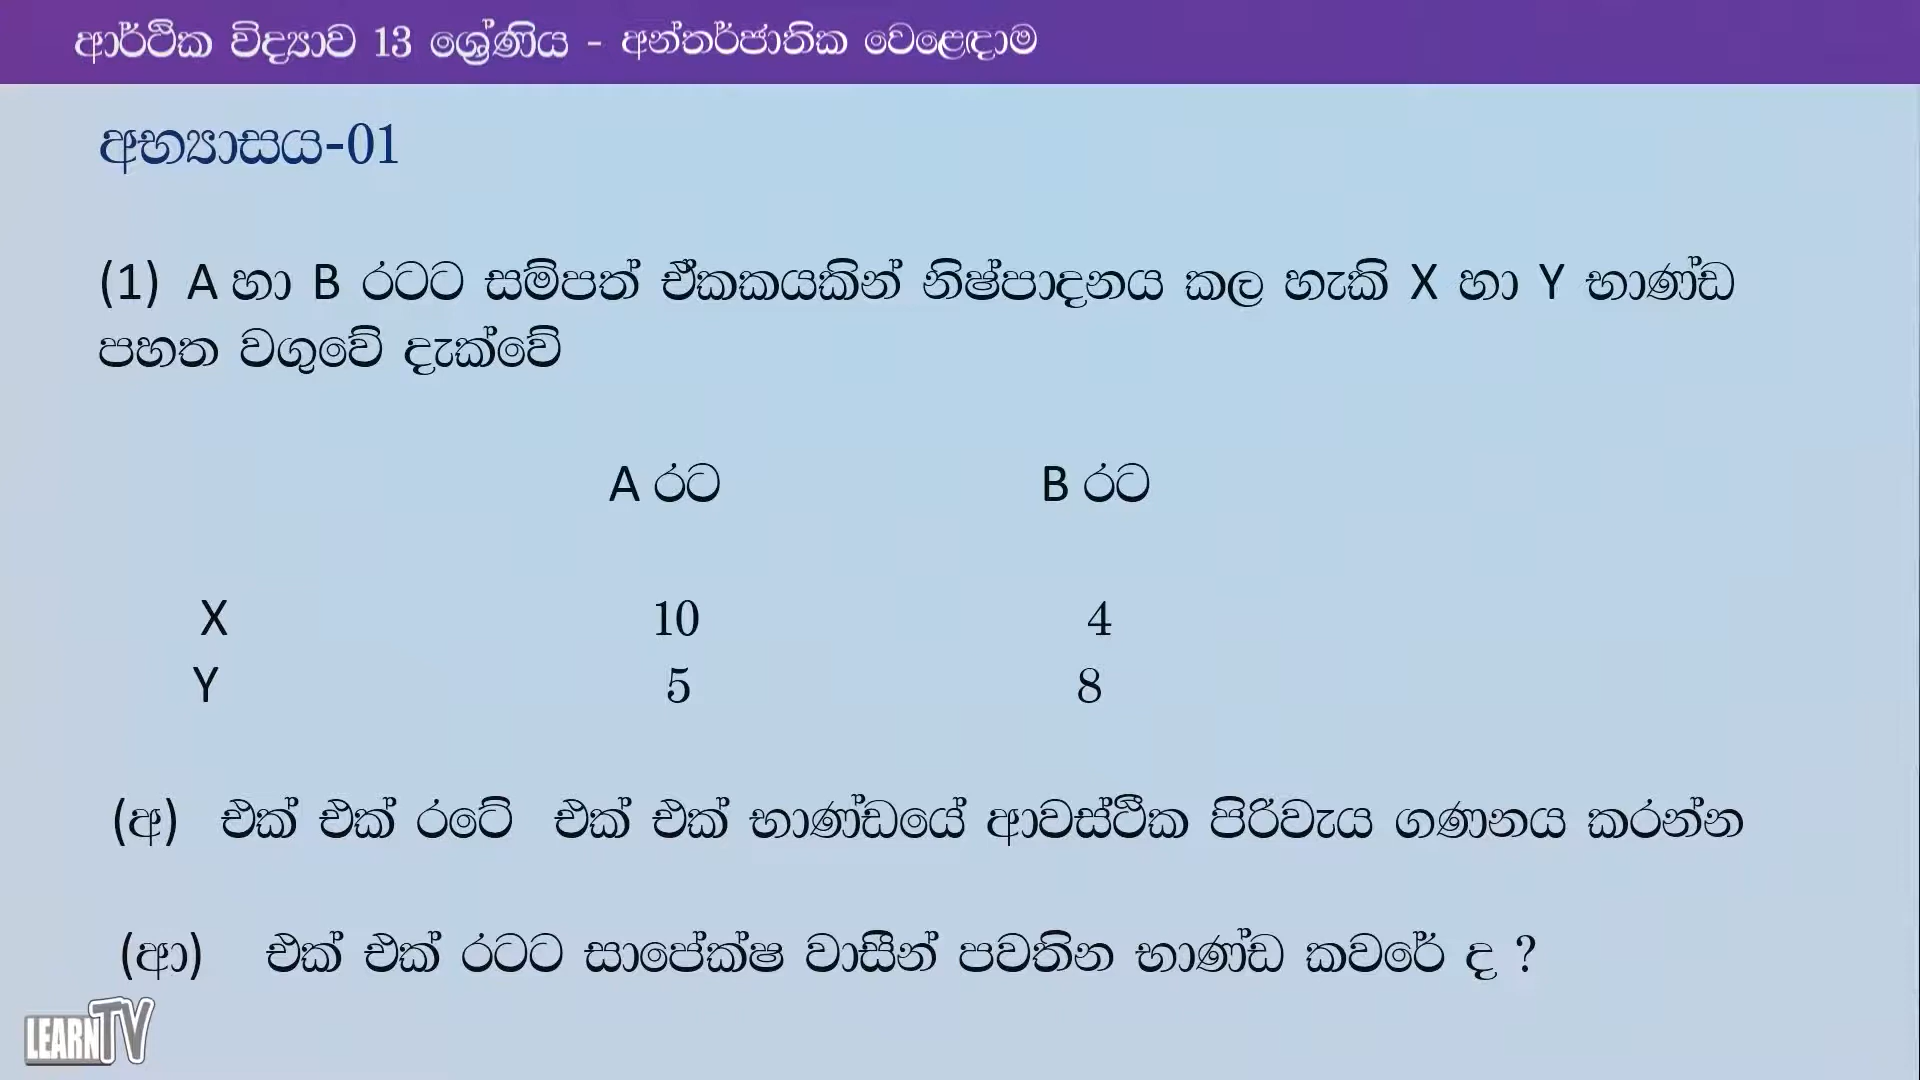 ආර්ථික විද්‍යාව 13 ශ්‍රේණිය - අන්තර්ජාතික වෙළෙඳාම
අභ්‍යාසය-01
(1) A හා B රටට සම්පත් ඒකකයකින් නිෂ්පාදනය කල හැකි X හා Y භාණ්ඩ
පහත වගුවේ දැක්වේ
A රට B රට
X 10 4
Y 5 8
(අ) එක් එක් රටේ එක් එක් භාණ්ඩයේ ආවස්ථික පිරිවැය ගණනය කරන්න
(ආ) එක් එක් රටට සාපේක්ෂ වාසීන් පවතින භාණ්ඩ කවරේ ද ?
LEARN TV